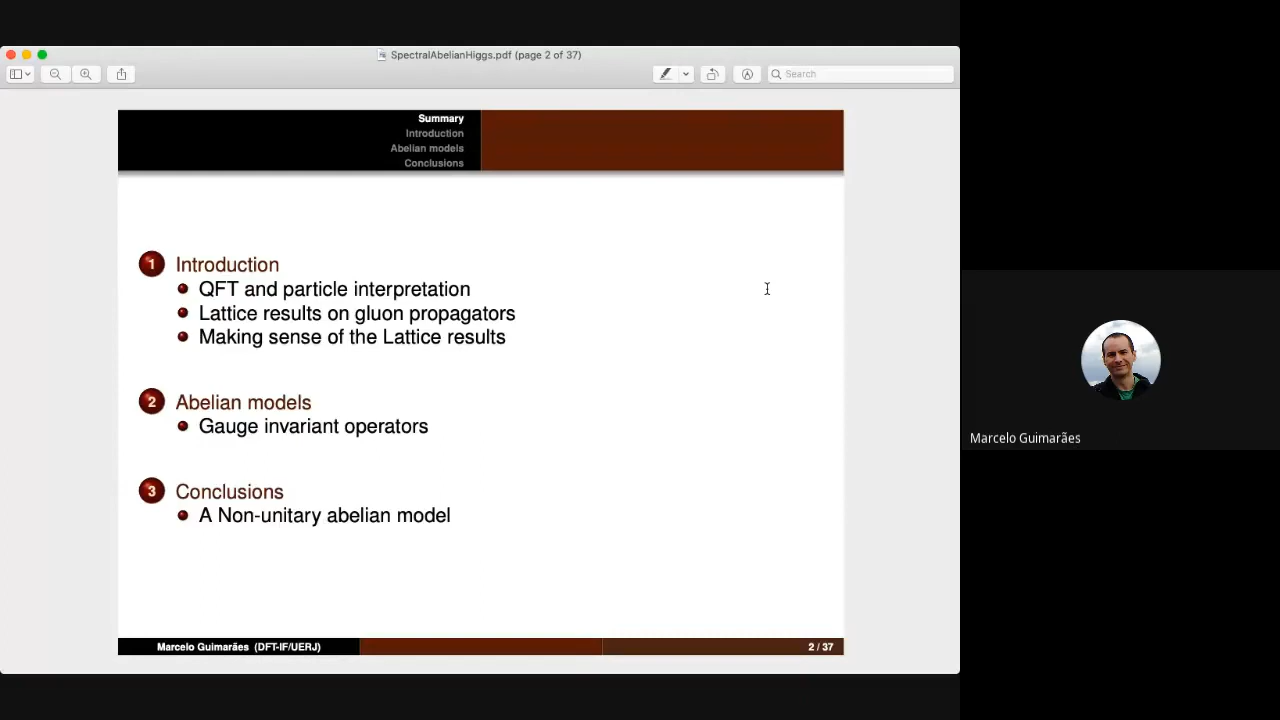 SpectralAbelianHiggs.pdf (page 2 of 37)
Search
Summary
Introduction
Abelian models
Conclusions
1 Introduction
QFT and particle interpretation
Lattice results on gluon propagators
Making sense of the Lattice results
2 Abelian models
Gauge invariant operators
3 Conclusions
A Non-unitary abelian model
Marcelo Guimarães (DFT-IF/UERJ)
2 / 37
Marcelo Guimarães